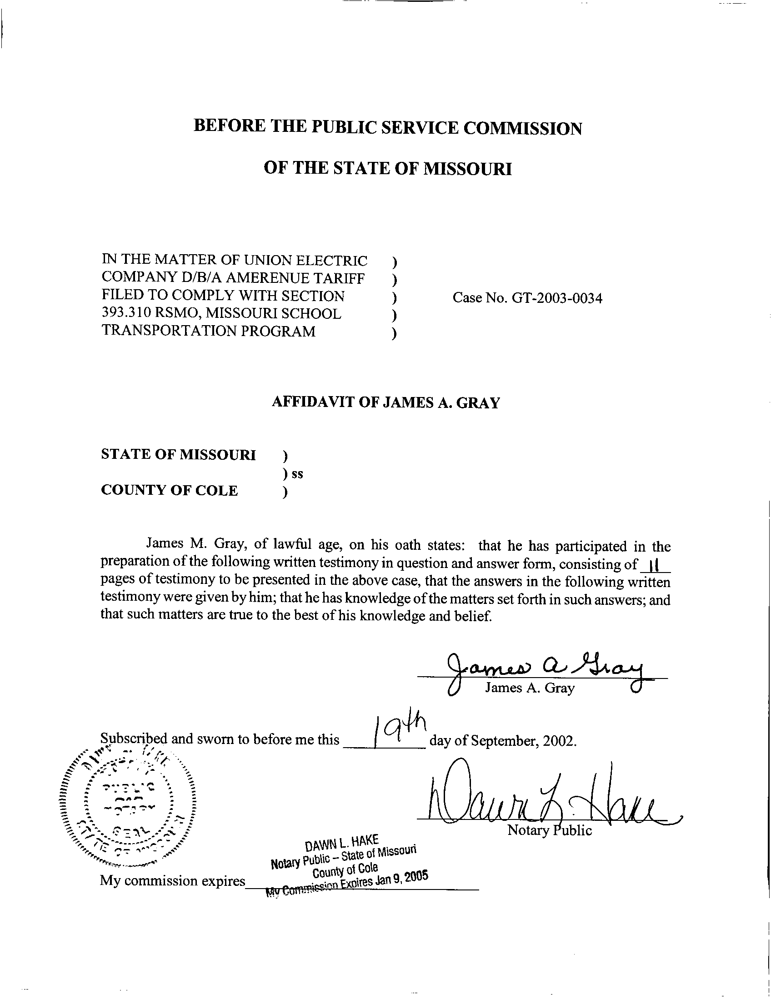 BEFORE THE PUBLIC SERVICE COMMISSION
OF THE STATE OF MISSOURI
IN THE MATTER OF UNION ELECTRIC )
COMPANY D/B/A AMERENUE TARIFF )
FILED TO COMPLY WITH SECTION ) Case No. GT-2003-0034
393.310 RSMO, MISSOURI SCHOOL )
TRANSPORTATION PROGRAM )
AFFIDAVIT OF JAMES A. GRAY
STATE OF MISSOURI )
) ss
COUNTY OF COLE )
James M. Gray, of lawful age, on his oath states: that he has participated in the
preparation of the following written testimony in question and answer form, consisting of 11
pages of testimony to be presented in the above case, that the answers in the following written
testimony were given by him; that he has knowledge of the matters set forth in such answers; and
that such matters are true to the best of his knowledge and belief.
James A Gray
James A. Gray
Subscribed and sworn to before me this 19th day of September, 2002.
Dawn L. Hake
Notary Public
PUBLIC
NOTARY
SEAL
STATE OF MISSOURI
DAWN L. HAKE
Notary Public – State of Missouri
County of Cole
My commission expires My Commission Expires Jan 9, 2005